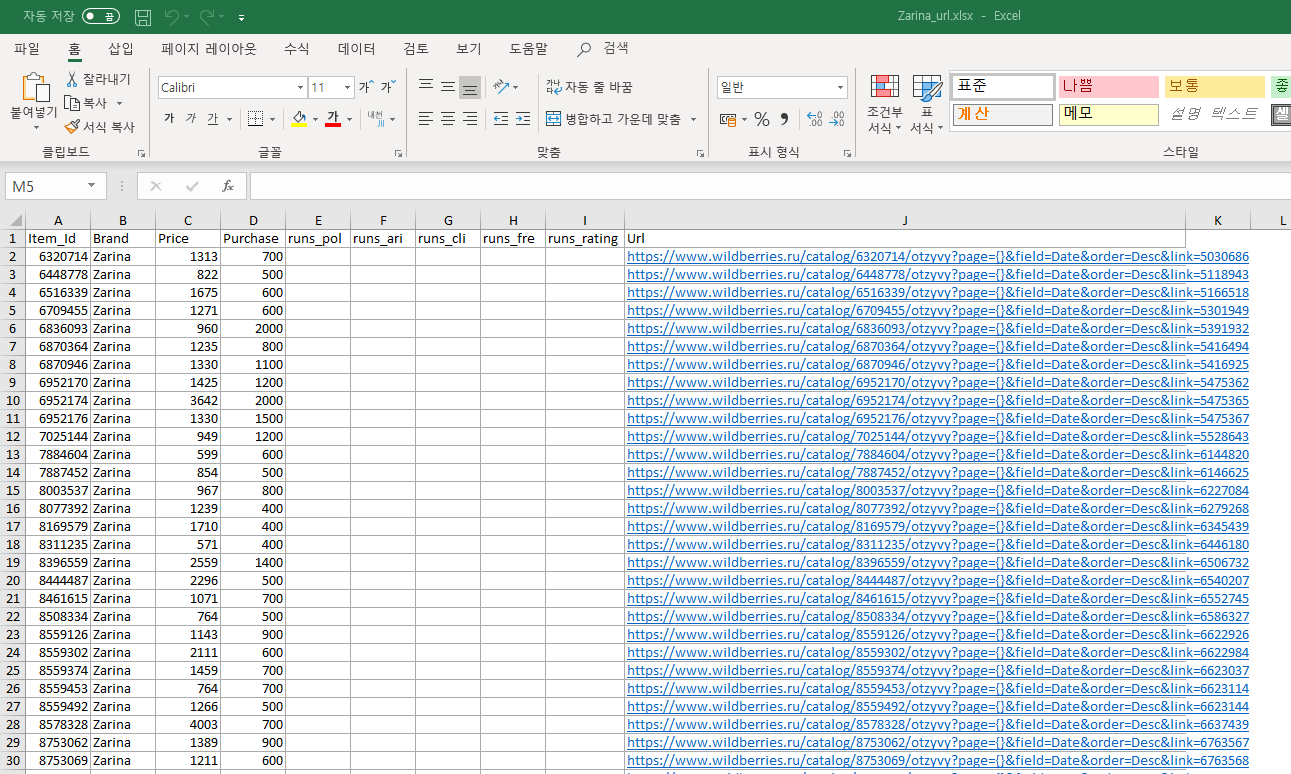 자동 저장 끔 Zarina_url.xlsx - Excel
파일 홈 삽입 페이지 레이아웃 수식 데이터 검토 보기 도움말 검색
붙여넣기 잘라내기 복사 서식 복사 클립보드
Calibri 11 가 가 가 가 가 가 내천 글꼴
가나 다라 자동 줄 바꿈 병합하고 가운데 맞춤 맞춤
일반 % 9 .00 .00 표시 형식
조건부 서식 표 서식 표준 나쁨 보통 계산 메모 설명 텍스트 스타일
M5 fx
A B C D E F G H I J K L
1 Item_Id Brand Price Purchase runs_pol runs_ari runs_cli runs_fre runs_rating Url
2 6320714 Zarina 1313 700 https://www.wildberries.ru/catalog/6320714/otzyvy?page={}&field=Date&order=Desc&link=5030686
3 6448778 Zarina 822 500 https://www.wildberries.ru/catalog/6448778/otzyvy?page={}&field=Date&order=Desc&link=5118943
4 6516339 Zarina 1675 600 https://www.wildberries.ru/catalog/6516339/otzyvy?page={}&field=Date&order=Desc&link=5166518
5 6709455 Zarina 1271 600 https://www.wildberries.ru/catalog/6709455/otzyvy?page={}&field=Date&order=Desc&link=5301949
6 6836093 Zarina 960 2000 https://www.wildberries.ru/catalog/6836093/otzyvy?page={}&field=Date&order=Desc&link=5391932
7 6870364 Zarina 1235 800 https://www.wildberries.ru/catalog/6870364/otzyvy?page={}&field=Date&order=Desc&link=5416494
8 6870946 Zarina 1330 1100 https://www.wildberries.ru/catalog/6870946/otzyvy?page={}&field=Date&order=Desc&link=5416925
9 6952170 Zarina 1425 1200 https://www.wildberries.ru/catalog/6952170/otzyvy?page={}&field=Date&order=Desc&link=5475362
10 6952174 Zarina 3642 2000 https://www.wildberries.ru/catalog/6952174/otzyvy?page={}&field=Date&order=Desc&link=5475365
11 6952176 Zarina 1330 1500 https://www.wildberries.ru/catalog/6952176/otzyvy?page={}&field=Date&order=Desc&link=5475367
12 7025144 Zarina 949 1200 https://www.wildberries.ru/catalog/7025144/otzyvy?page={}&field=Date&order=Desc&link=5528643
13 7884604 Zarina 599 600 https://www.wildberries.ru/catalog/7884604/otzyvy?page={}&field=Date&order=Desc&link=6144820
14 7887452 Zarina 854 500 https://www.wildberries.ru/catalog/7887452/otzyvy?page={}&field=Date&order=Desc&link=6146625
15 8003537 Zarina 967 800 https://www.wildberries.ru/catalog/8003537/otzyvy?page={}&field=Date&order=Desc&link=6227084
16 8077392 Zarina 1239 400 https://www.wildberries.ru/catalog/8077392/otzyvy?page={}&field=Date&order=Desc&link=6279268
17 8169579 Zarina 1710 400 https://www.wildberries.ru/catalog/8169579/otzyvy?page={}&field=Date&order=Desc&link=6345439
18 8311235 Zarina 571 400 https://www.wildberries.ru/catalog/8311235/otzyvy?page={}&field=Date&order=Desc&link=6446180
19 8396559 Zarina 2559 1400 https://www.wildberries.ru/catalog/8396559/otzyvy?page={}&field=Date&order=Desc&link=6506732
20 8444487 Zarina 2296 500 https://www.wildberries.ru/catalog/8444487/otzyvy?page={}&field=Date&order=Desc&link=6540207
21 8461615 Zarina 1071 700 https://www.wildberries.ru/catalog/8461615/otzyvy?page={}&field=Date&order=Desc&link=6552745
22 8508334 Zarina 764 500 https://www.wildberries.ru/catalog/8508334/otzyvy?page={}&field=Date&order=Desc&link=6586327
23 8559126 Zarina 1143 900 https://www.wildberries.ru/catalog/8559126/otzyvy?page={}&field=Date&order=Desc&link=6622926
24 8559302 Zarina 2111 600 https://www.wildberries.ru/catalog/8559302/otzyvy?page={}&field=Date&order=Desc&link=6622984
25 8559374 Zarina 1459 700 https://www.wildberries.ru/catalog/8559374/otzyvy?page={}&field=Date&order=Desc&link=6623037
26 8559453 Zarina 764 700 https://www.wildberries.ru/catalog/8559453/otzyvy?page={}&field=Date&order=Desc&link=6623114
27 8559492 Zarina 1266 500 https://www.wildberries.ru/catalog/8559492/otzyvy?page={}&field=Date&order=Desc&link=6623144
28 8578328 Zarina 4003 700 https://www.wildberries.ru/catalog/8578328/otzyvy?page={}&field=Date&order=Desc&link=6637439
29 8753062 Zarina 1389 900 https://www.wildberries.ru/catalog/8753062/otzyvy?page={}&field=Date&order=Desc&link=6763567
30 8753069 Zarina 1211 600 https://www.wildberries.ru/catalog/8753069/otzyvy?page={}&field=Date&order=Desc&link=6763568